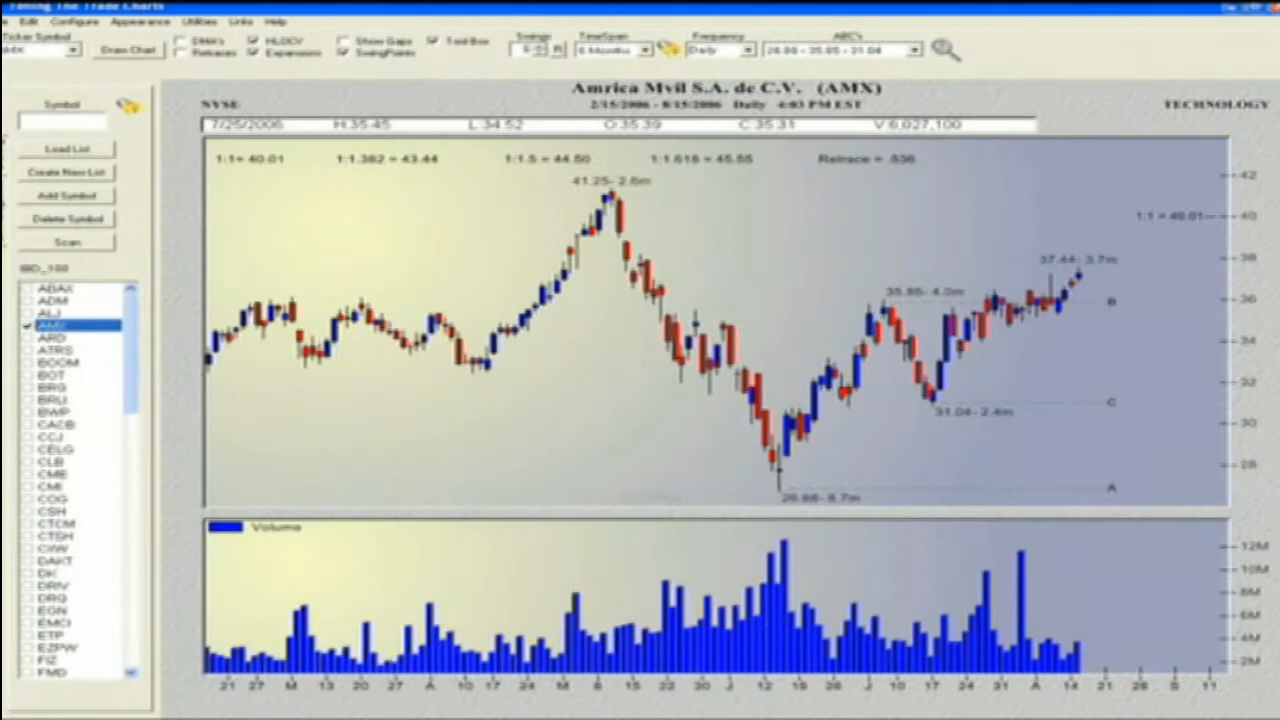 Timing The Trade Charts
Edit Configure Appearance Utilities Links Help
Ticker Symbol
AMX
Draw Chart
EMA's HLOCV Show Gaps Tool Box
Retraces Expansions SwingPoints
Swings TimeSpan Frequency ABC's
6 Months Daily 26.88 - 35.85 - 31.04
Amrica Mvil S.A. de C.V. (AMX)
NYSE 2/15/2006 - 8/15/2006 Daily 4:03 PM EST TECHNOLOGY
7/25/2006 H:35.45 L:34.52 O:35.39 C:35.31 V:6,027,100
1:1= 40.01 1:1.382 = 43.44 1:1.5 = 44.50 1:1.618 = 45.55 Retrace = .536
41.25- 2.6m
1:1 = 40.01
37.44- 3.7m
35.85- 4.0m
B
C
31.04- 2.4m
A
26.88- 8.7m
42
40
38
36
34
32
30
28
Volume
12M
10M
8M
6M
4M
2M
21 27 M 13 20 27 A 10 17 24 M 8 15 22 30 J 12 19 26 J 10 17 24 31 A 14 21 28 S 11
Symbol
Load List
Create New List
Add Symbol
Delete Symbol
Scan
IBD_100
ABAX
ADM
ALJ
AMX
ARD
ATRS
BOOM
BOT
BRG
BRLI
BWP
CACB
CCJ
CELG
CLB
CME
CMI
COG
CSH
CTCM
CTSH
CXW
DAKT
DK
DRIV
DRQ
EGN
EMCI
ETP
EZPW
FIZ
FMD